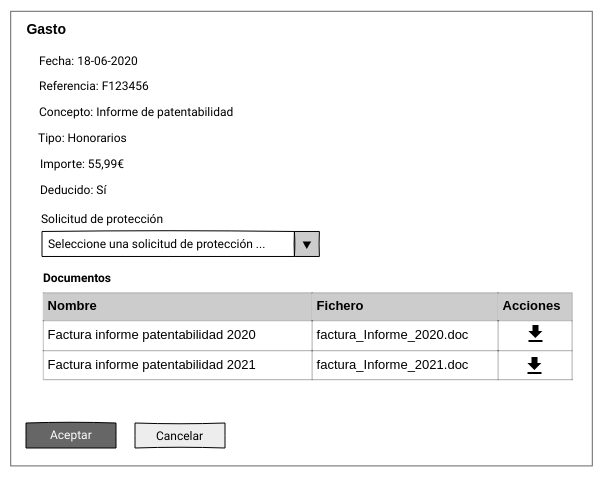 Gasto
Fecha: 18-06-2020
Referencia: F123456
Concepto: Informe de patentabilidad
Tipo: Honorarios
Importe: 55,99€
Deducido: Sí
Solicitud de protección
Seleccione una solicitud de protección ...
Documentos
Nombre Fichero Acciones
Factura informe patentabilidad 2020 factura_Informe_2020.doc
Factura informe patentabilidad 2021 factura_Informe_2021.doc
Aceptar Cancelar